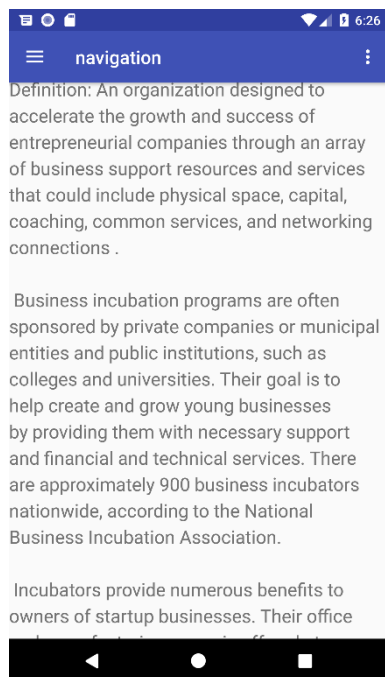 6:26
navigation
Definition: An organization designed to
accelerate the growth and success of
entrepreneurial companies through an array
of business support resources and services
that could include physical space, capital,
coaching, common services, and networking
connections .
Business incubation programs are often
sponsored by private companies or municipal
entities and public institutions, such as
colleges and universities. Their goal is to
help create and grow young businesses
by providing them with necessary support
and financial and technical services. There
are approximately 900 business incubators
nationwide, according to the National
Business Incubation Association.
Incubators provide numerous benefits to
owners of startup businesses. Their office